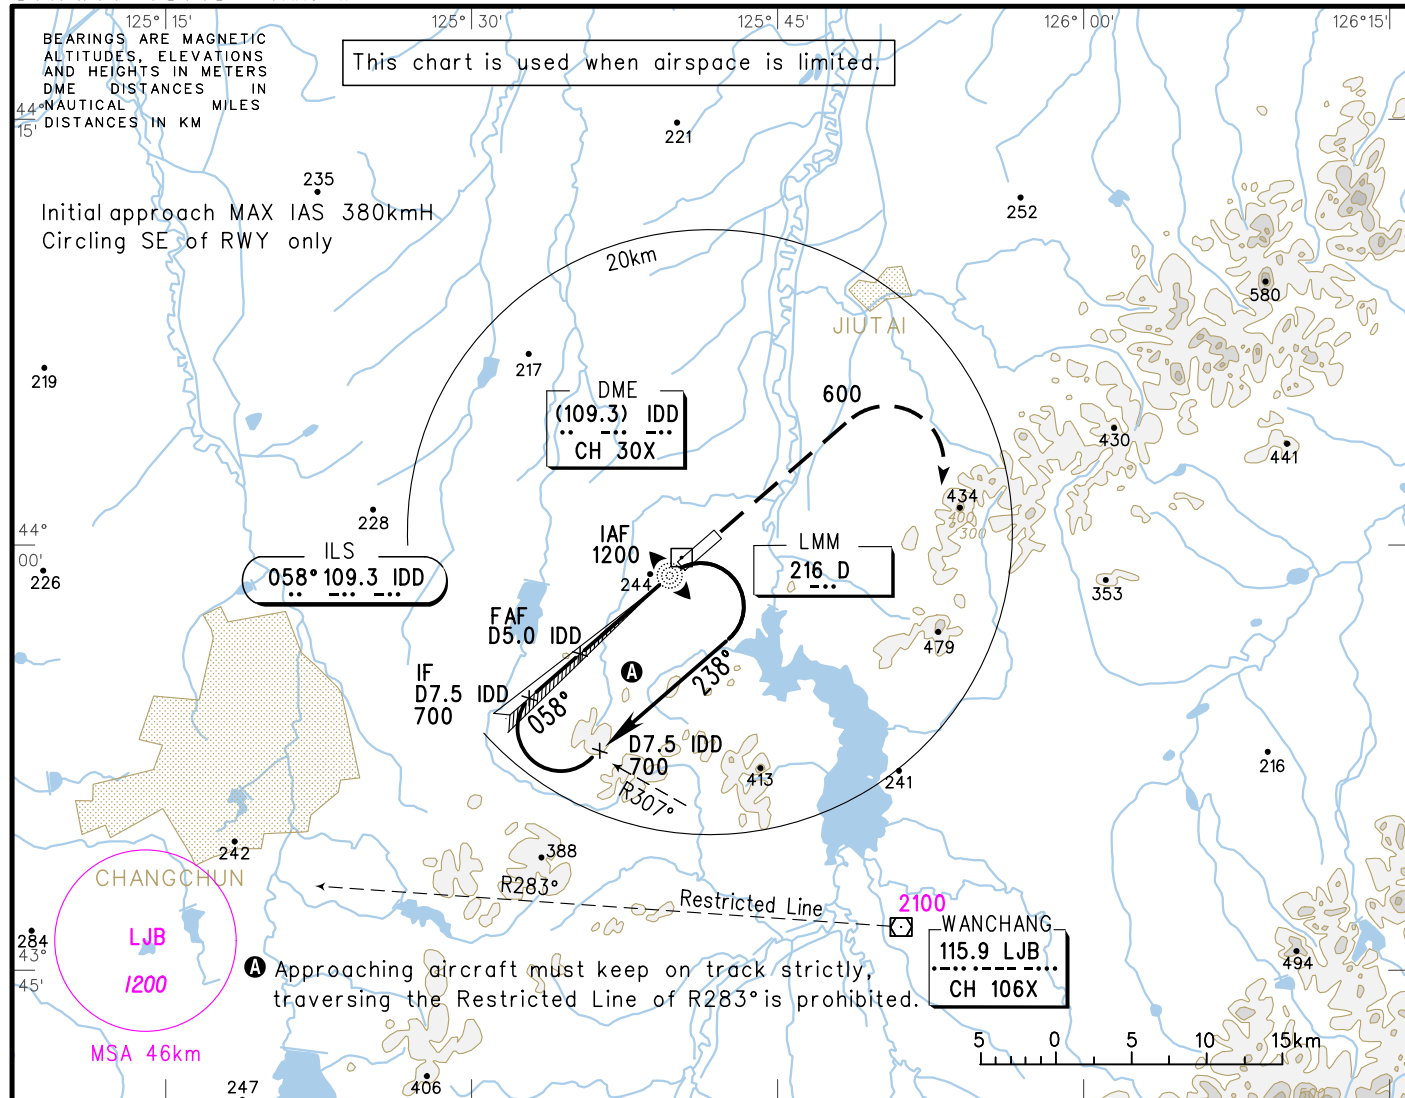 125°15'
125°30'
125°45'
126°00'
126°15'
BEARINGS ARE MAGNETIC
ALTITUDES, ELEVATIONS
AND HEIGHTS IN METERS
DME DISTANCES IN
NAUTICAL MILES
DISTANCES IN KM
This chart is used when airspace is limited.
44°
15'
221
235
Initial approach MAX IAS 380kmH
Circling SE of RWY only
252
20km
580
JIUTAI
219
217
DME
(109.3) IDD
CH 30X
600
430
441
434
400
300
228
44°
00'
226
ILS
058° 109.3 IDD
IAF
1200
244
LMM
216 D
353
FAF
D5.0 IDD
479
IF
D7.5 IDD
700
058°
A
238°
D7.5 IDD
700
R307°
413
241
216
242
CHANGCHUN
388
R283°
Restricted Line
2100
WANCHANG
115.9 LJB
CH 106X
284
43°
45'
LJB
1200
MSA 46km
A Approaching aircraft must keep on track strictly,
traversing the Restricted Line of R283° is prohibited.
494
5 0 5 10 15km
247
406
500